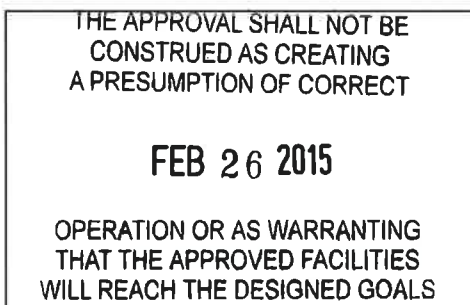 THE APPROVAL SHALL NOT BE
CONSTRUED AS CREATING
A PRESUMPTION OF CORRECT
FEB 26 2015
OPERATION OR AS WARRANTING
THAT THE APPROVED FACILITIES
WILL REACH THE DESIGNED GOALS